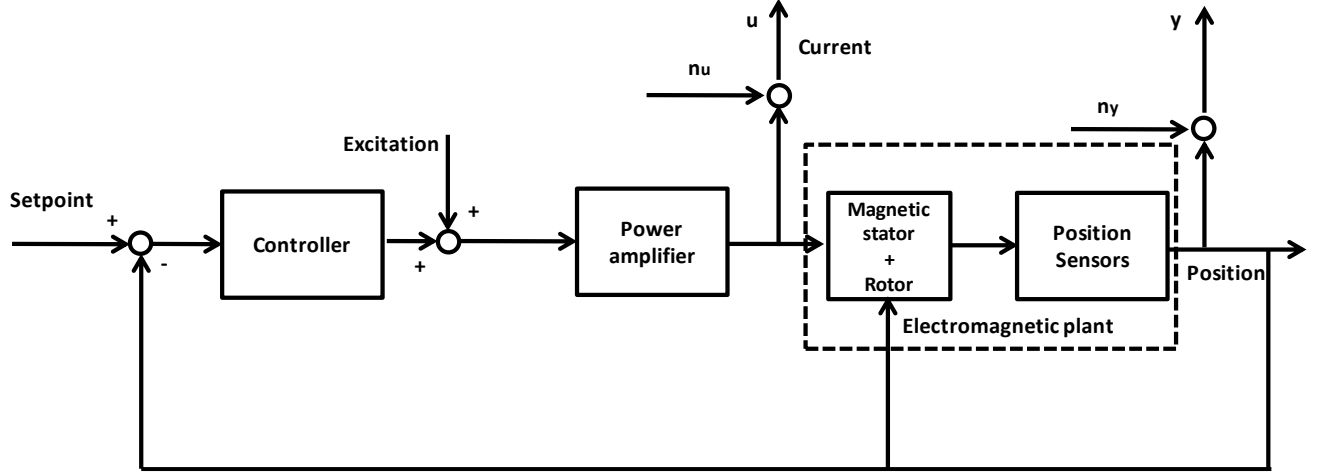 u
Current
nu
y
ny
Excitation
Setpoint
+
-
Controller
+
+
Power
amplifier
Magnetic
stator
+
Rotor
Position
Sensors
Position
Electromagnetic plant